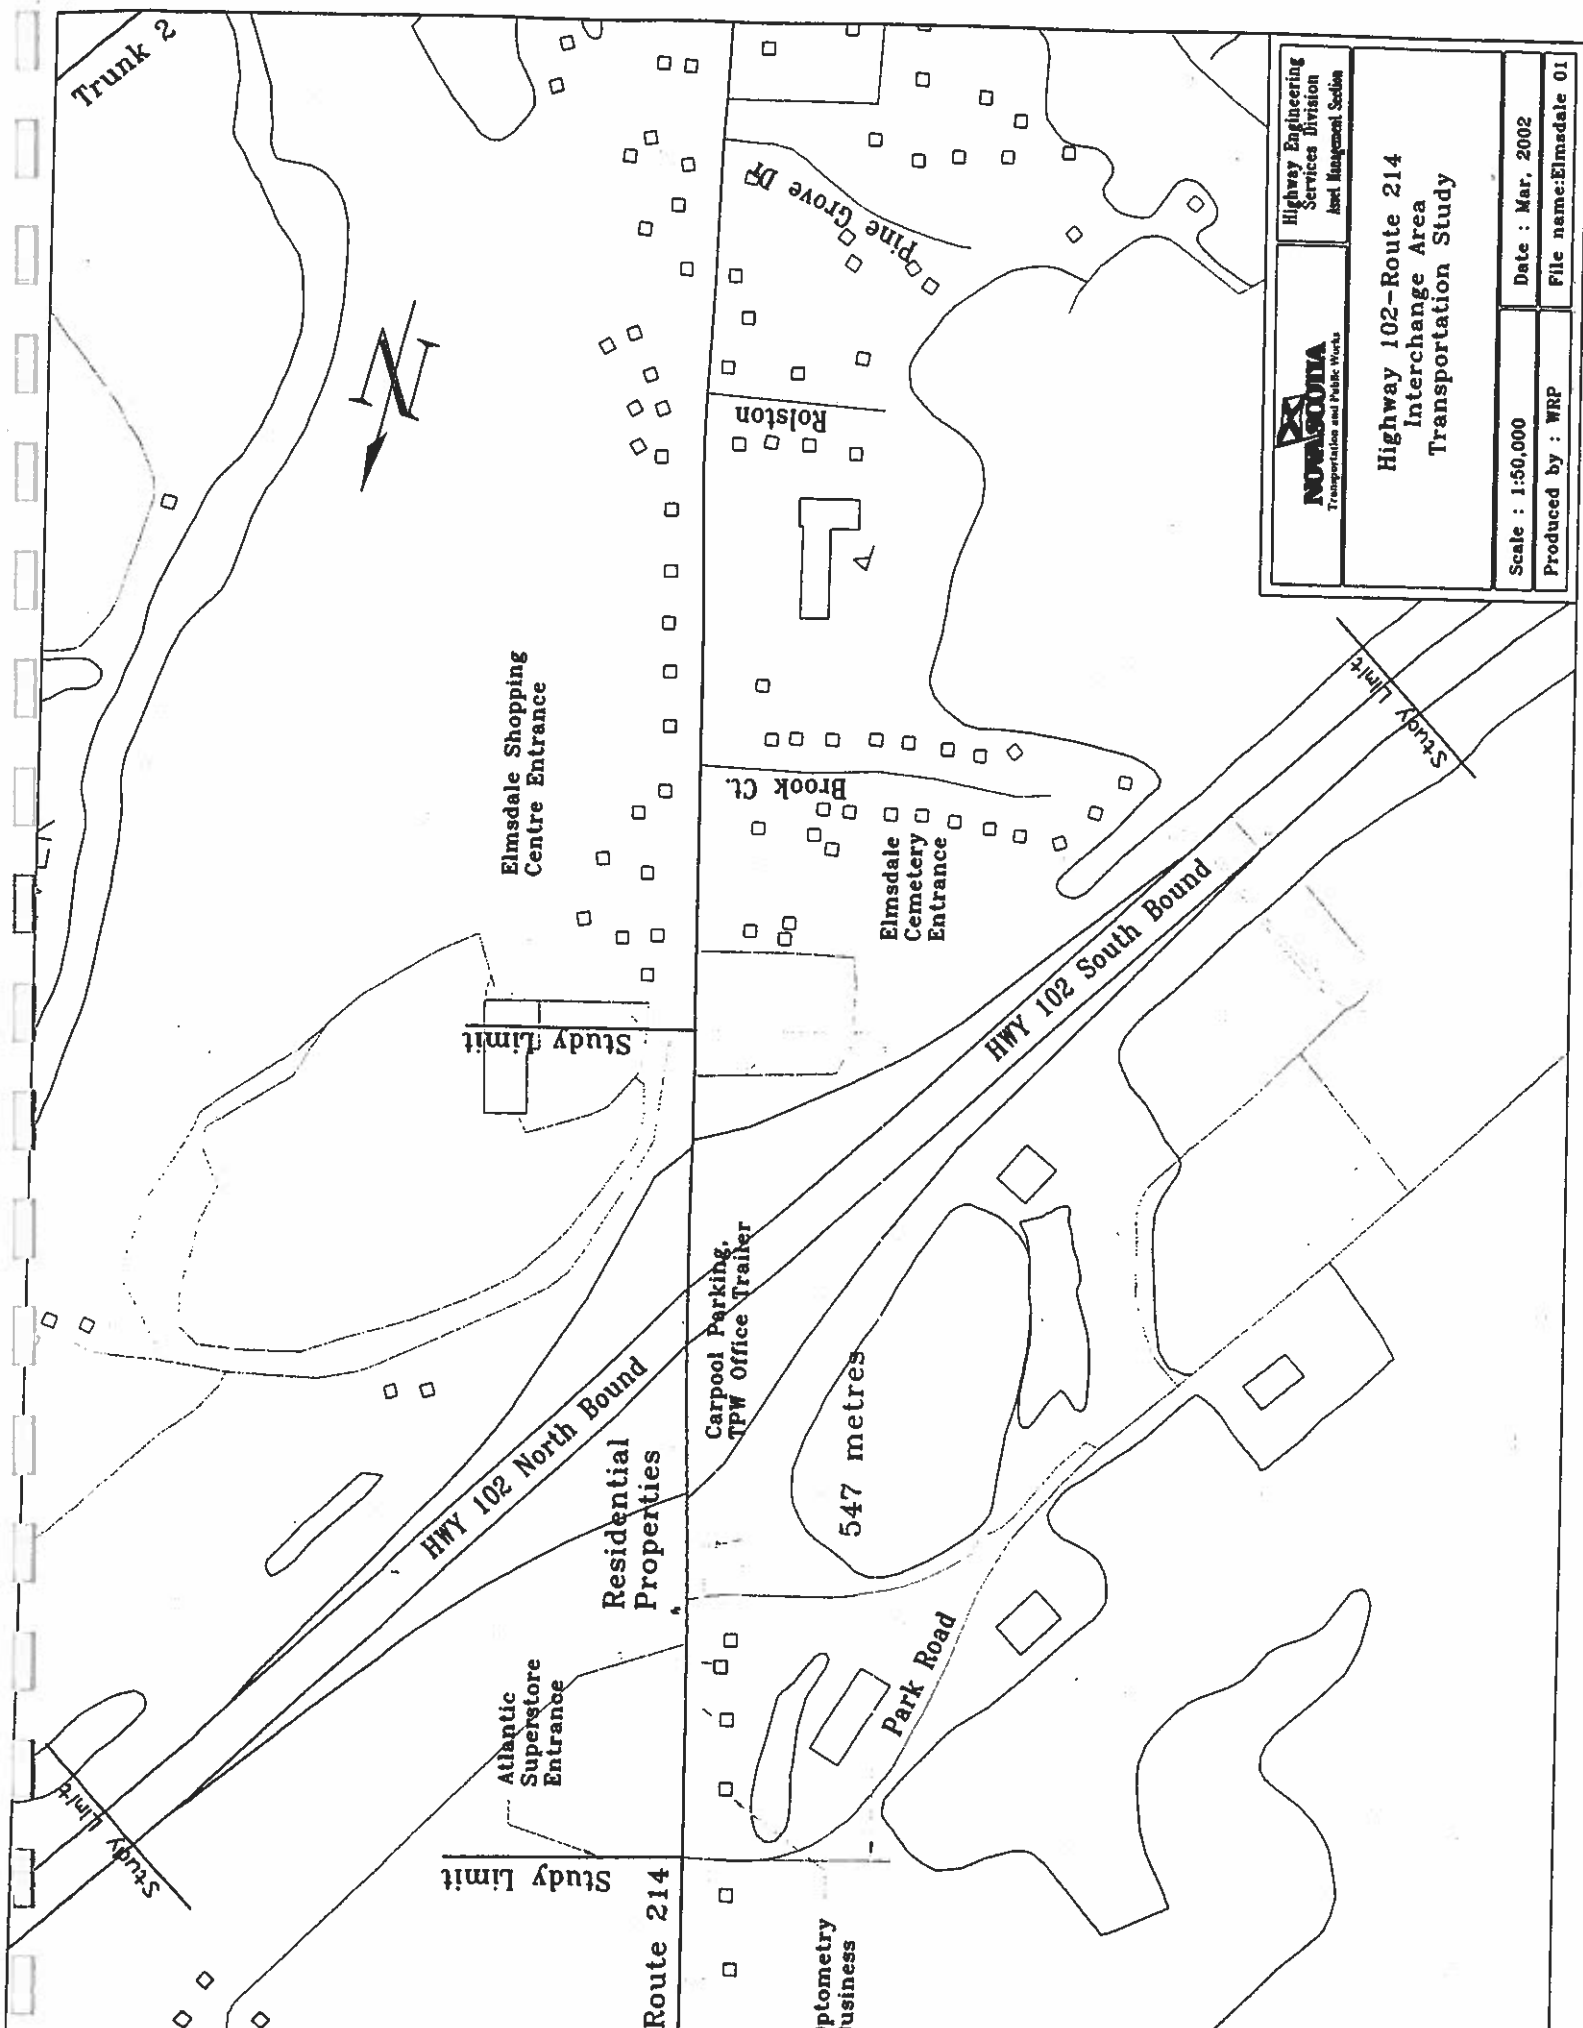 Trunk 2
N
Pine Grove Dr
Rolston
Elmsdale Shopping
Centre Entrance
Brook Ct.
Elmsdale
Cemetery
Entrance
Study Limit
Study Limit
HWY 102 South Bound
Carpool Parking,
TPW Office Trailer
HWY 102 North Bound
547 metres
Residential
Properties
Atlantic
Superstore
Entrance
Park Road
Study Limit
Study Limit
Route 214
ptometry
usiness
NOVA SCOTIA
Transportation and Public Works
Highway Engineering
Services Division
Asset Management Section
Highway 102-Route 214
Interchange Area
Transportation Study
Scale : 1:50,000
Date : Mar, 2002
Produced by : WRP
File name:Elmsdale 01